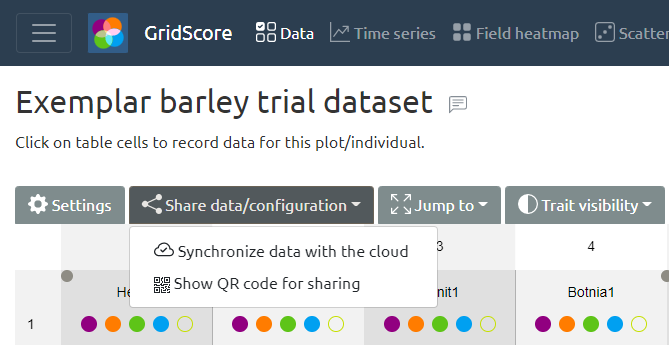 GridScore Data Time series Field heatmap Scatter
Exemplar barley trial dataset
Click on table cells to record data for this plot/individual.
Settings Share data/configuration Jump to Trait visibility
3 4
Synchronize data with the cloud
Show QR code for sharing
He nit1 Botnia1
1